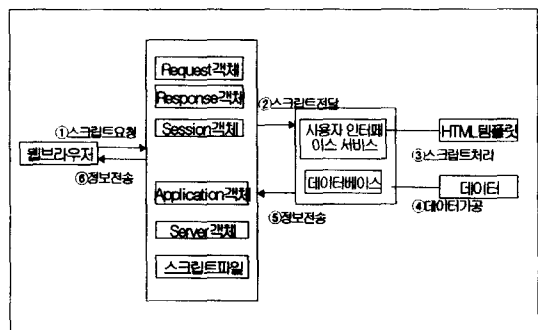 Request객체
Response객체
②스크립트전달
①스크립트요청
Session객체
사용자 인터페
이스 서비스
HTML템플릿
웹브라우저
③스크립트처리
⑥정보전송
데이터베이스
데이터
Application객체
⑤정보전송
④데이터가공
Server객체
스크립트파일